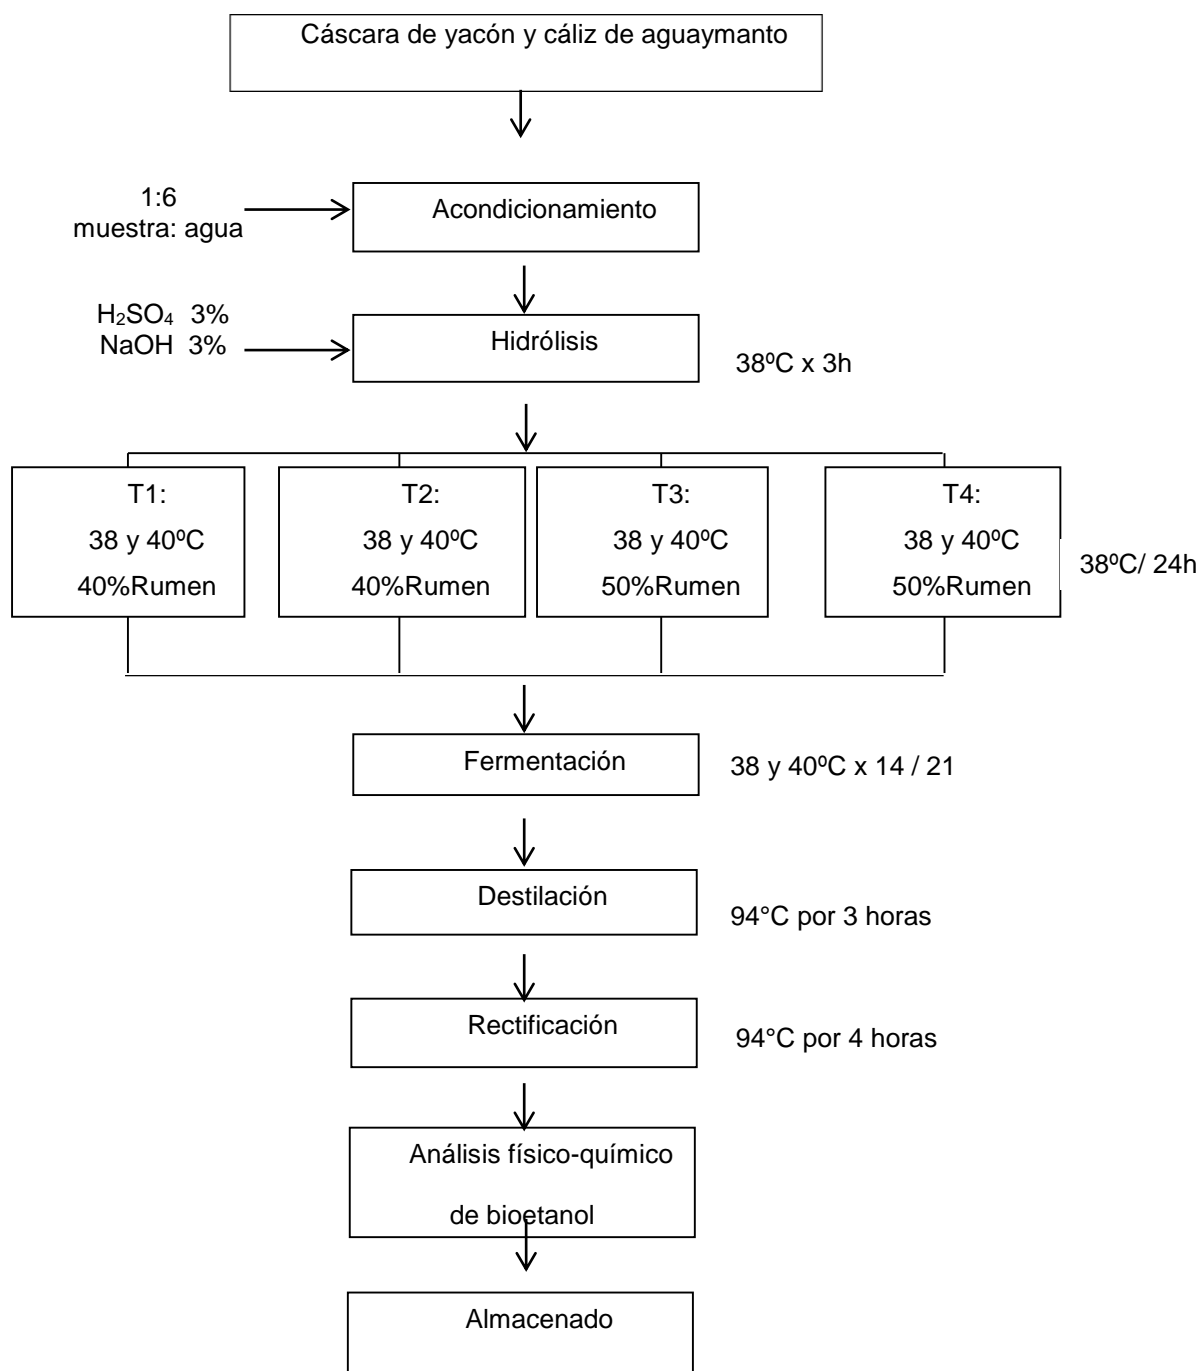 Cáscara de yacón y cáliz de aguaymanto
1:6
muestra: agua
Acondicionamiento
H₂SO₄ 3%
NaOH 3%
Hidrólisis
38ºC x 3h
T1:
38 y 40ºC
40%Rumen
T2:
38 y 40ºC
40%Rumen
T3:
38 y 40ºC
50%Rumen
T4:
38 y 40ºC
50%Rumen
38ºC/ 24h
Fermentación
38 y 40ºC x 14 / 21
Destilación
94°C por 3 horas
Rectificación
94°C por 4 horas
Análisis físico-químico
de bioetanol
Almacenado